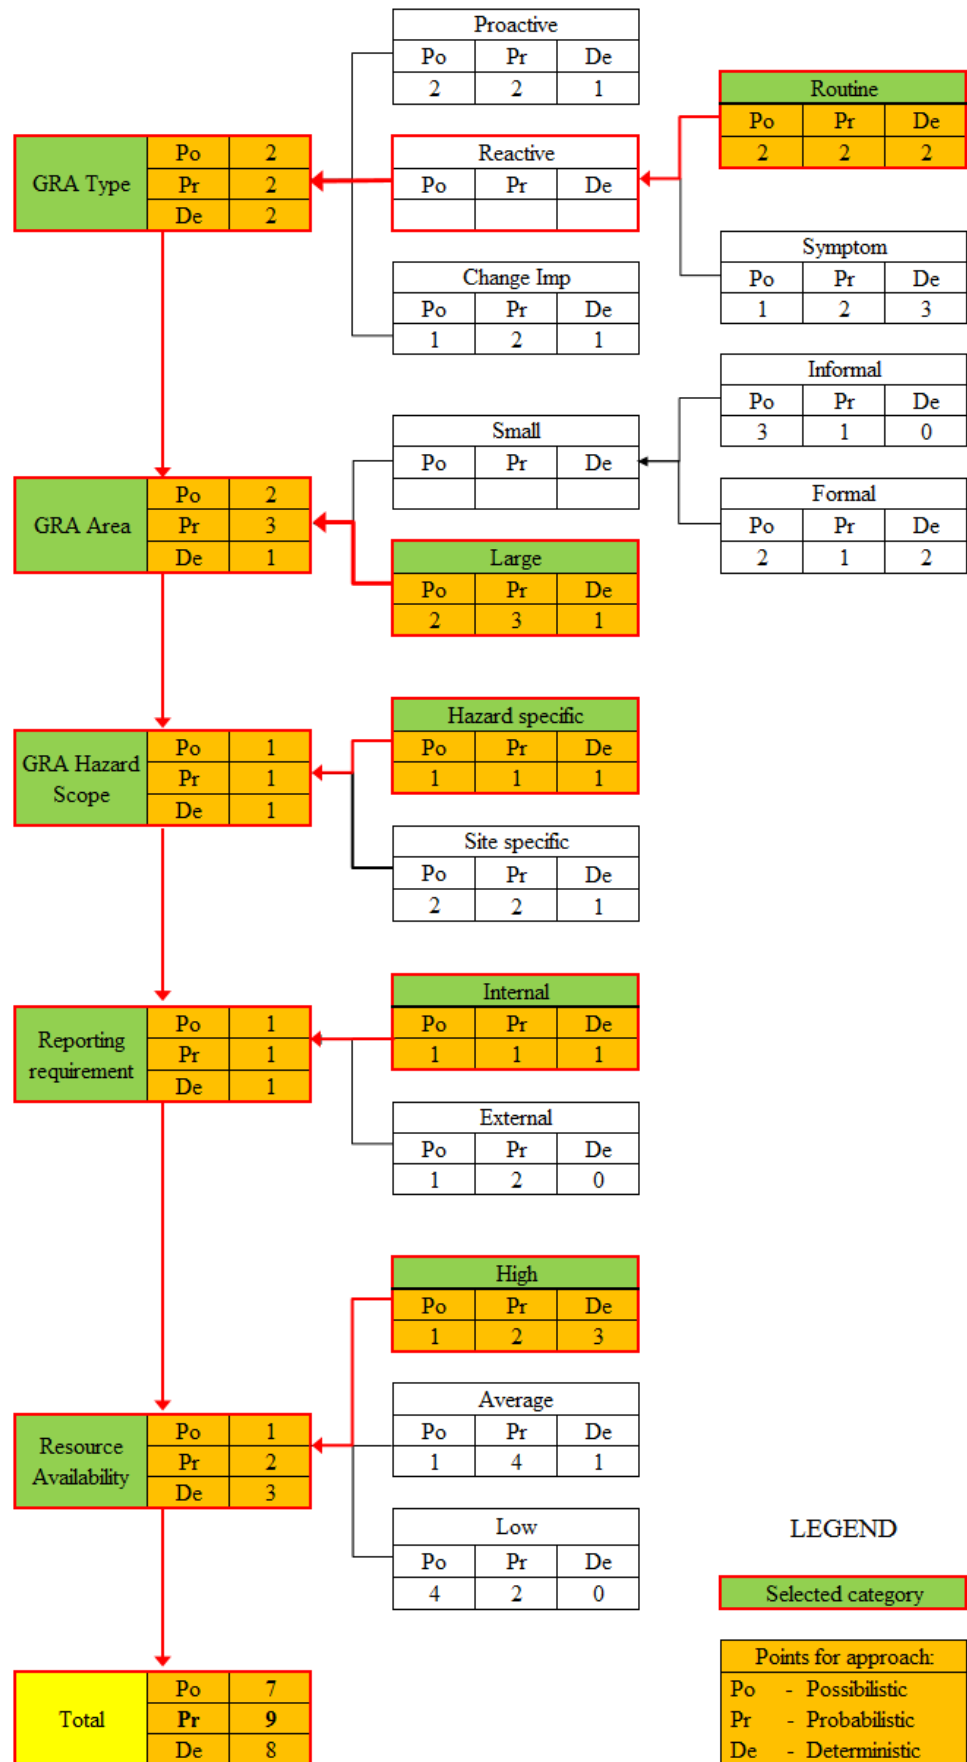 Proactive
Po Pr De
2 2 1
Routine
Po Pr De
2 2 2
GRA Type
Po 2
Pr 2
De 2
Reactive
Po Pr De
Symptom
Po Pr De
1 2 3
Change Imp
Po Pr De
1 2 1
Informal
Po Pr De
3 1 0
Small
Po Pr De
Formal
Po Pr De
2 1 2
GRA Area
Po 2
Pr 3
De 1
Large
Po Pr De
2 3 1
Hazard specific
Po Pr De
1 1 1
GRA Hazard
Scope
Po 1
Pr 1
De 1
Site specific
Po Pr De
2 2 1
Internal
Po Pr De
1 1 1
Reporting
requirement
Po 1
Pr 1
De 1
External
Po Pr De
1 2 0
High
Po Pr De
1 2 3
Resource
Availability
Po 1
Pr 2
De 3
Average
Po Pr De
1 4 1
Low
Po Pr De
4 2 0
LEGEND
Selected category
Points for approach:
Po - Possibilistic
Pr - Probabilistic
De - Deterministic
Total
Po 7
Pr 9
De 8